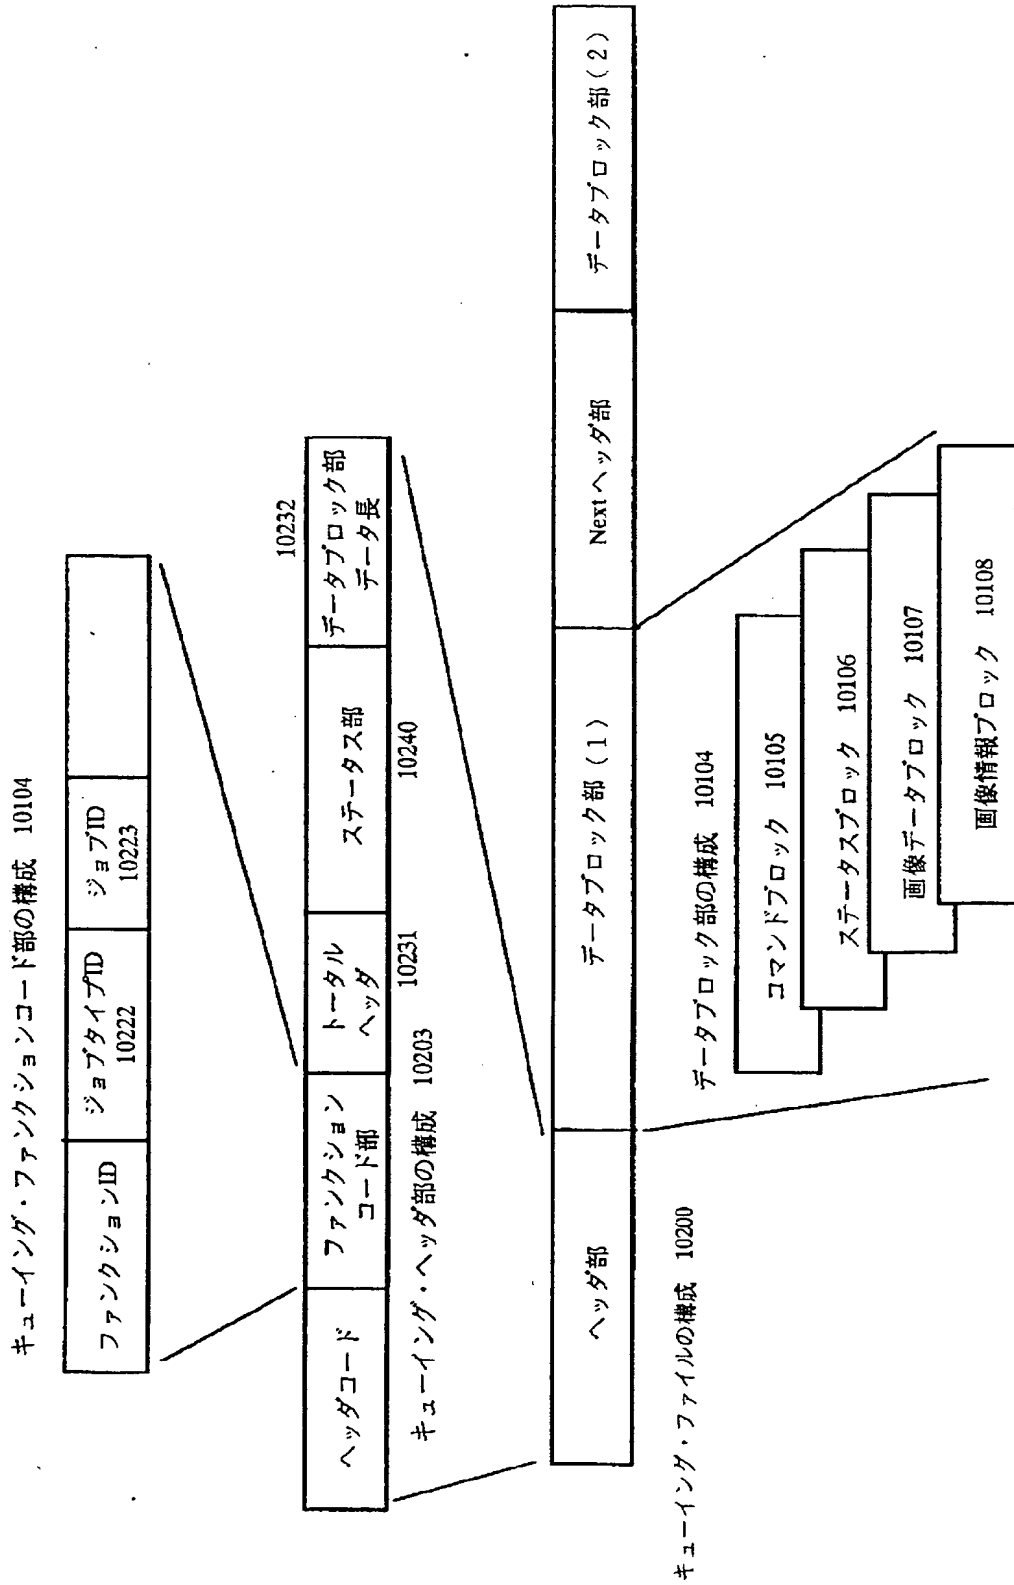 キューイング・ファンクションコード部の構成 10104
ファンクションID
ジョブタイプID
10222
ジョブID
10223
10232
ヘッダコード
ファンクション
コード部
トータル
ヘッダ
ステータス部
データブロック部
データ長
10231
10240
キューイング・ヘッダ部の構成 10203
ヘッダ部
データブロック部(1)
Nextヘッダ部
データブロック部(2)
キューイング・ファイルの構成 10200
データブロック部の構成 10104
コマンドブロック 10105
ステータスブロック 10106
画像データブロック 10107
画像情報ブロック 10108